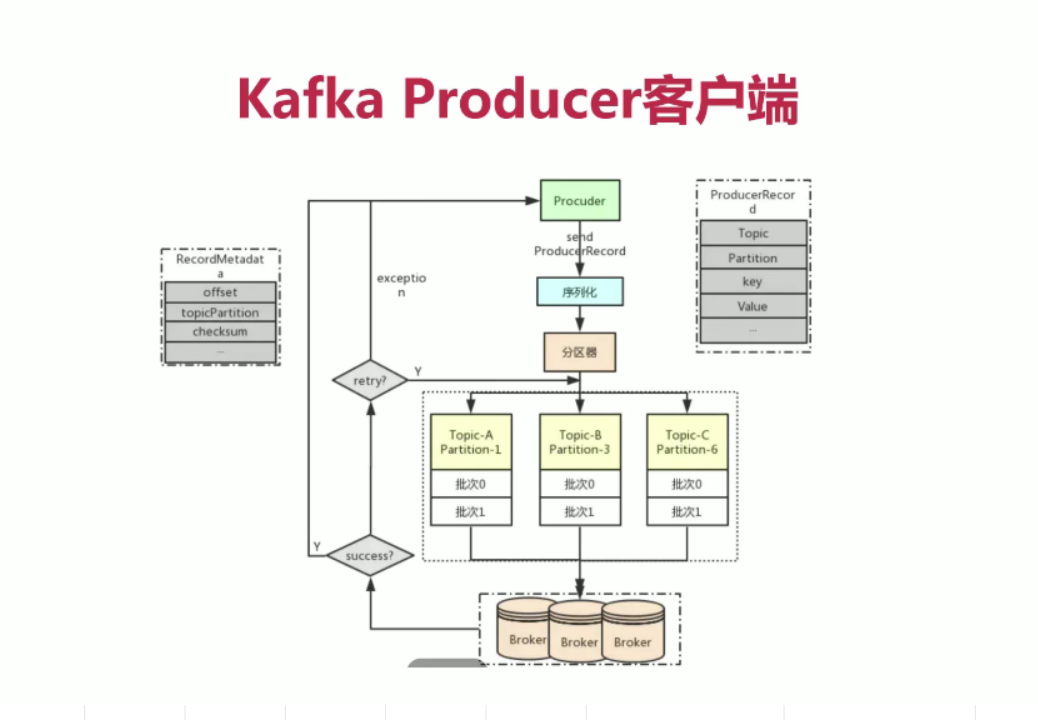 Kafka Producer客户端
Procuder
send
ProducerRecord
序列化
分区器
ProducerRecor
d
Topic
Partition
key
Value
...
RecordMetadat
a
offset
topicPartition
checksum
...
exceptio
n
retry?
Y
Topic-A
Partition-1
批次0
批次1
Topic-B
Partition-3
批次0
批次1
Topic-C
Partition-6
批次0
批次1
Y
success?
Broker
Broker
Broker